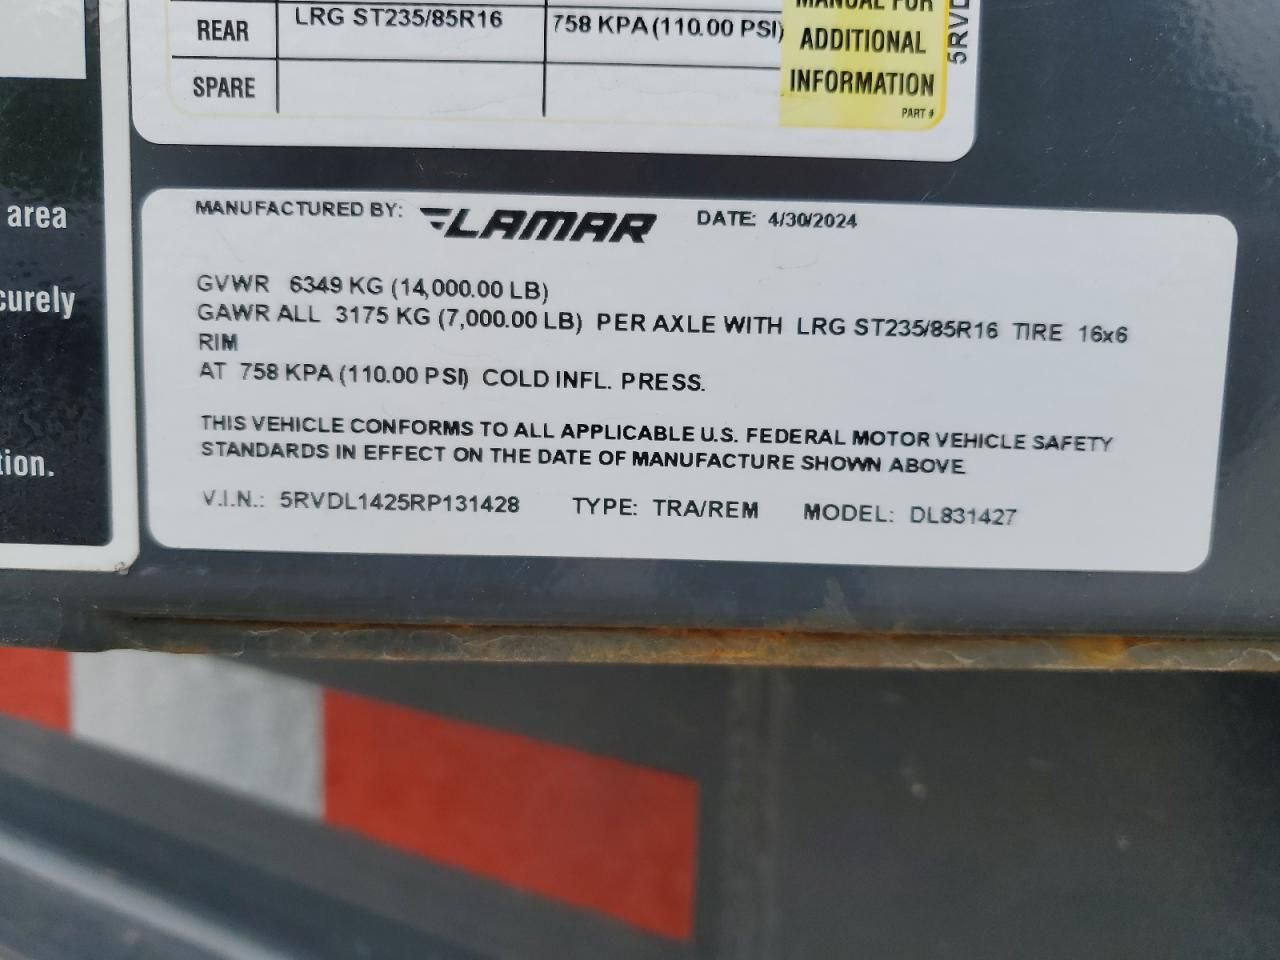 MANUAL FOR
REAR LRG ST235/85R16 758 KPA (110.00 PSI) ADDITIONAL
SPARE INFORMATION
PART #
5RVD
area
curely
tion.
MANUFACTURED BY: LAMAR DATE: 4/30/2024
GVWR 6349 KG (14,000.00 LB)
GAWR ALL 3175 KG (7,000.00 LB) PER AXLE WITH LRG ST235/85R16 TIRE 16x6
RIM
AT 758 KPA (110.00 PSI) COLD INFL. PRESS.
THIS VEHICLE CONFORMS TO ALL APPLICABLE U.S. FEDERAL MOTOR VEHICLE SAFETY
STANDARDS IN EFFECT ON THE DATE OF MANUFACTURE SHOWN ABOVE
V.I.N.: 5RVDL1425RP131428 TYPE: TRA/REM MODEL: DL831427